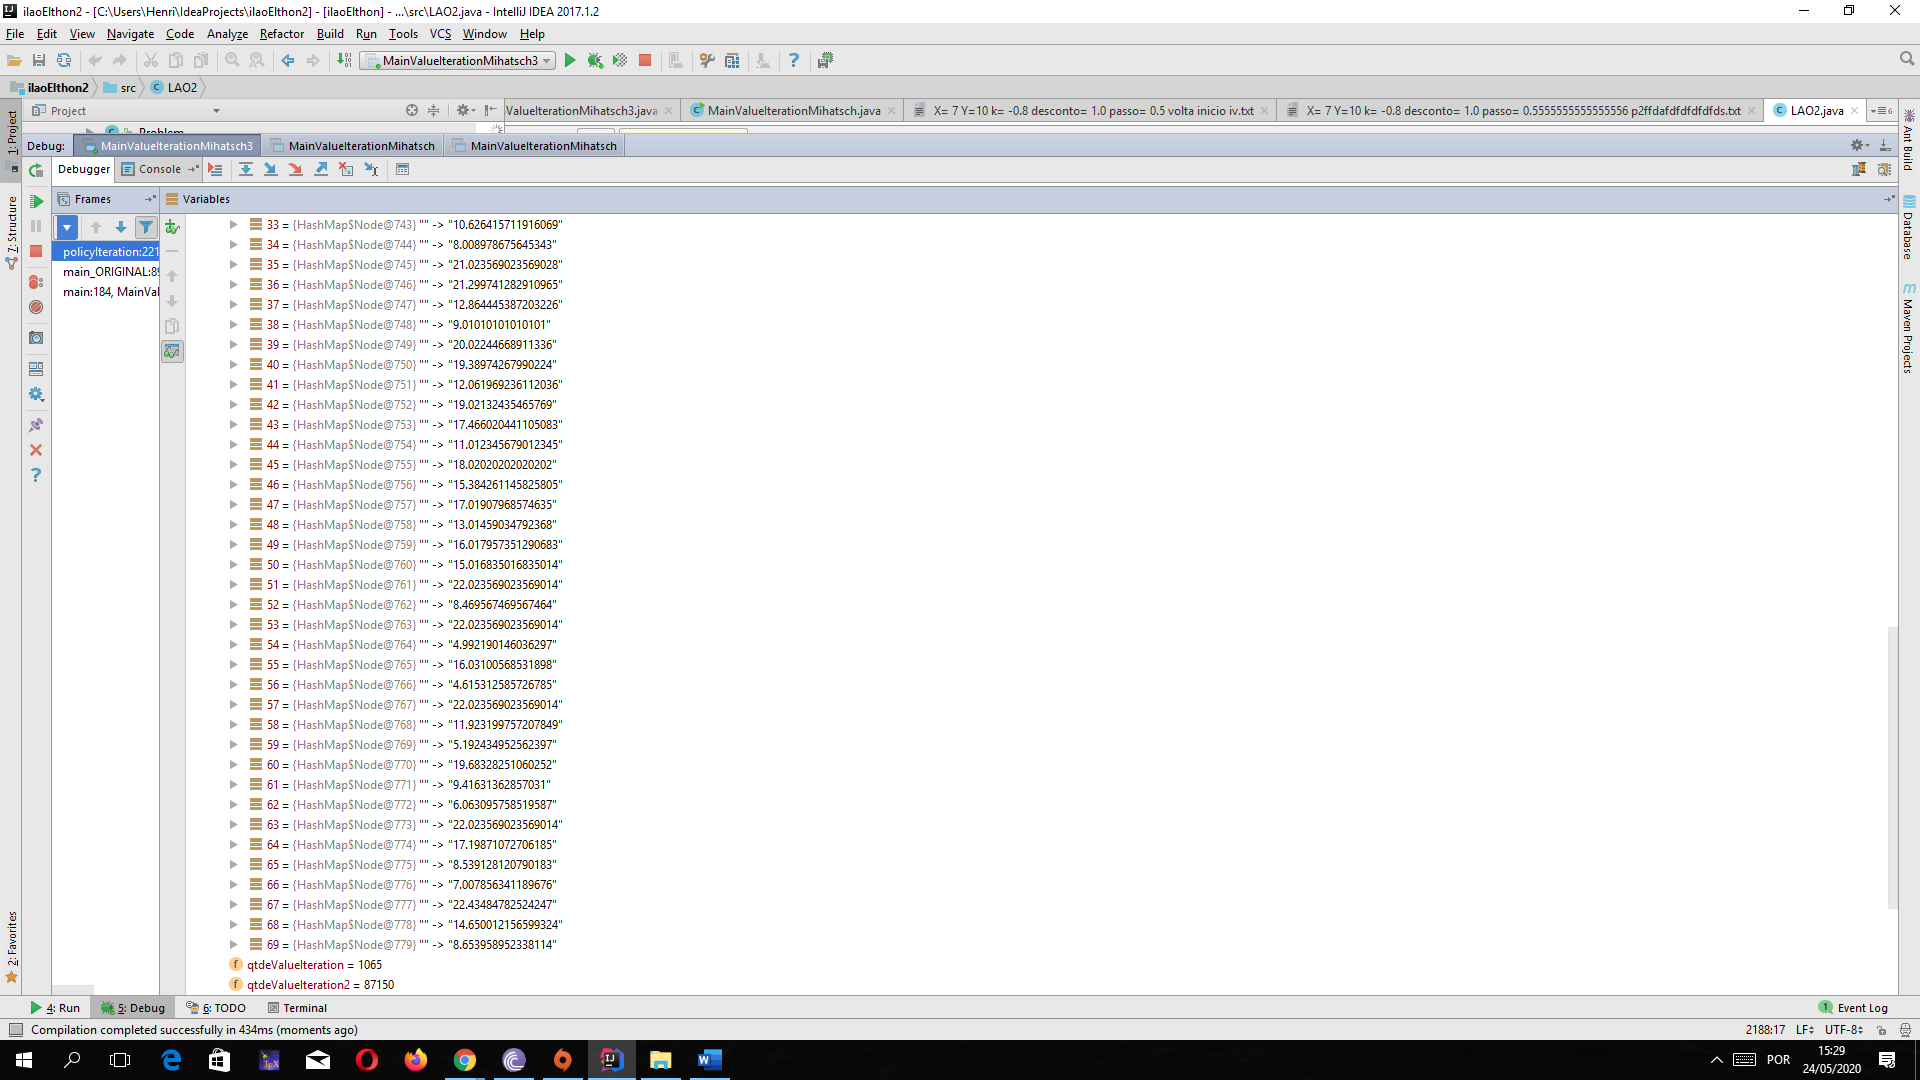 ilaoElthon2 - [C:\Users\Henri\IdeaProjects\ilaoElthon2] - [ilaoElthon] - ...\src\LAO2.java - IntelliJ IDEA 2017.1.2
File Edit View Navigate Code Analyze Refactor Build Run Tools VCS Window Help
MainValueIterationMihatsch3
ilaoElthon2 src LAO2
Project ValueIterationMihatsch3.java MainValueIterationMihatsch.java X= 7 Y=10 k= -0.8 desconto= 1.0 passo= 0.5 volta inicio iv.txt X= 7 Y=10 k= -0.8 desconto= 1.0 passo= 0.5555555555555556 p2ffdafdfdfdfdfds.txt LAO2.java
Problem
Debug: MainValueIterationMihatsch3 MainValueIterationMihatsch MainValueIterationMihatsch
Debugger Console
Frames Variables
policyIteration:221
main_ORIGINAL:89
main:184, MainVal
33 = {HashMap$Node@743} "" -> "10.626415711916069"
34 = {HashMap$Node@744} "" -> "8.008978675645343"
35 = {HashMap$Node@745} "" -> "21.023569023569028"
36 = {HashMap$Node@746} "" -> "21.299741282910965"
37 = {HashMap$Node@747} "" -> "12.864445387203226"
38 = {HashMap$Node@748} "" -> "9.01010101010101"
39 = {HashMap$Node@749} "" -> "20.02244668911336"
40 = {HashMap$Node@750} "" -> "19.38974267990224"
41 = {HashMap$Node@751} "" -> "12.061969236112036"
42 = {HashMap$Node@752} "" -> "19.02132435465769"
43 = {HashMap$Node@753} "" -> "17.466020441105083"
44 = {HashMap$Node@754} "" -> "11.012345679012345"
45 = {HashMap$Node@755} "" -> "18.02020202020202"
46 = {HashMap$Node@756} "" -> "15.384261145825805"
47 = {HashMap$Node@757} "" -> "17.01907968574635"
48 = {HashMap$Node@758} "" -> "13.01459034792368"
49 = {HashMap$Node@759} "" -> "16.017957351290683"
50 = {HashMap$Node@760} "" -> "15.016835016835014"
51 = {HashMap$Node@761} "" -> "22.023569023569014"
52 = {HashMap$Node@762} "" -> "8.469567469567464"
53 = {HashMap$Node@763} "" -> "22.023569023569014"
54 = {HashMap$Node@764} "" -> "4.992190146036297"
55 = {HashMap$Node@765} "" -> "16.03100568531898"
56 = {HashMap$Node@766} "" -> "4.615312585726785"
57 = {HashMap$Node@767} "" -> "22.023569023569014"
58 = {HashMap$Node@768} "" -> "11.923199757207849"
59 = {HashMap$Node@769} "" -> "5.192434952562397"
60 = {HashMap$Node@770} "" -> "19.68328251060252"
61 = {HashMap$Node@771} "" -> "9.41631362857031"
62 = {HashMap$Node@772} "" -> "6.063095758519587"
63 = {HashMap$Node@773} "" -> "22.023569023569014"
64 = {HashMap$Node@774} "" -> "17.19871072706185"
65 = {HashMap$Node@775} "" -> "8.539128120790183"
66 = {HashMap$Node@776} "" -> "7.007856341189676"
67 = {HashMap$Node@777} "" -> "22.43484782524247"
68 = {HashMap$Node@778} "" -> "14.650012156599324"
69 = {HashMap$Node@779} "" -> "8.653958952338114"
qtdeValueIteration = 1065
qtdeValueIteration2 = 87150
1: Project
7: Structure
2: Favorites
Ant Build
Database
Maven Projects
4: Run 5: Debug 6: TODO Terminal 1 Event Log
Compilation completed successfully in 434ms (moments ago) 2188:17 LF UTF-8
POR 15:29
24/05/2020